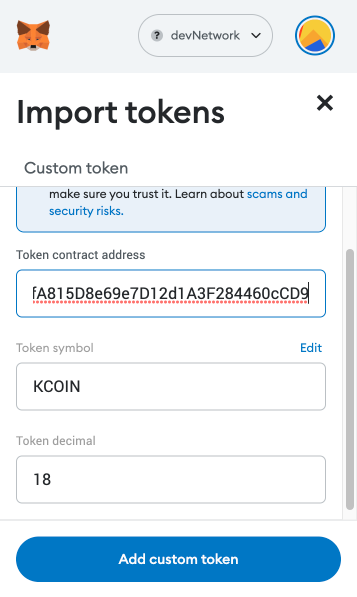 devNetwork
Import tokens
Custom token
make sure you trust it. Learn about scams and
security risks.
Token contract address
fA815D8e69e7D12d1A3F284460cCD9
Token symbol
Edit
KCOIN
Token decimal
18
Add custom token